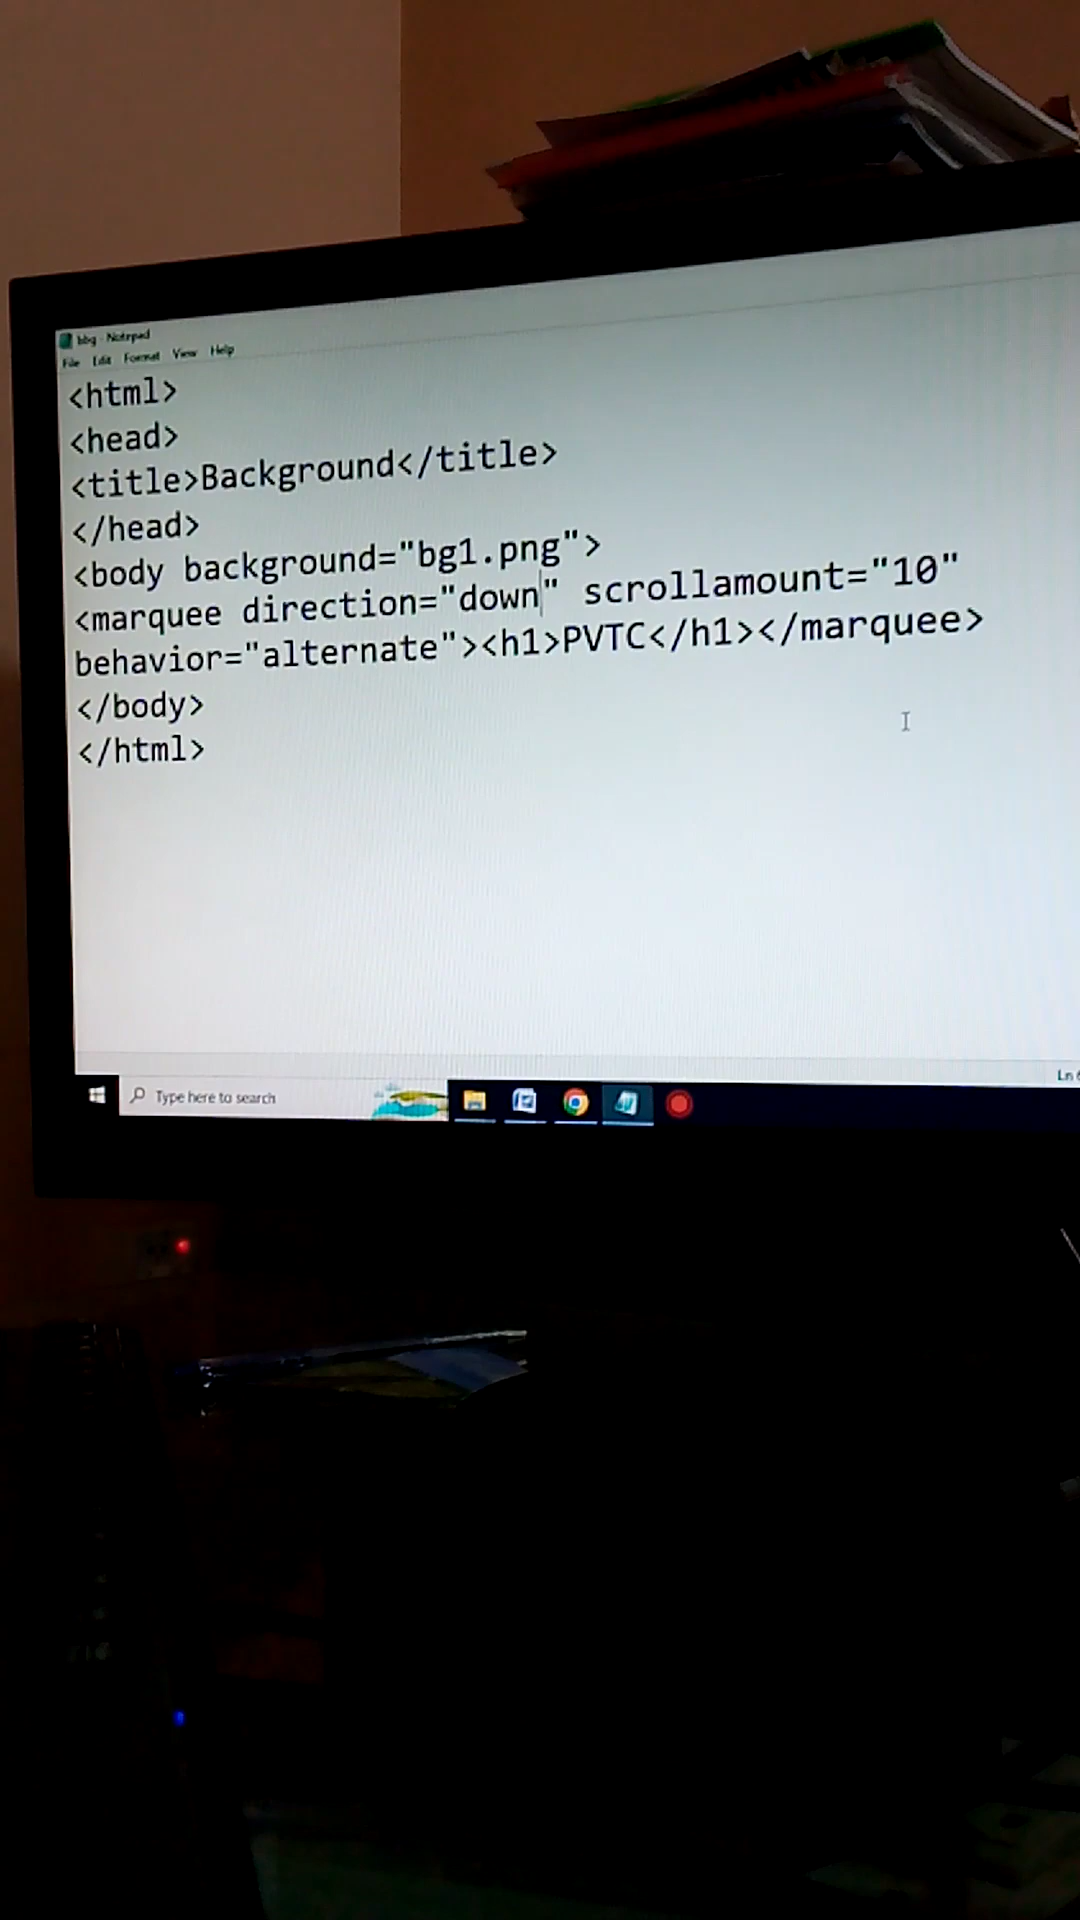 bbg - Notepad
File Edit Format View Help
<html>
<head>
<title>Background</title>
</head>
<body background="bg1.png">
<marquee direction="down" scrollamount="10"
behavior="alternate"><h1>PVTC</h1></marquee>
</body>
</html>
Ln
Type here to search